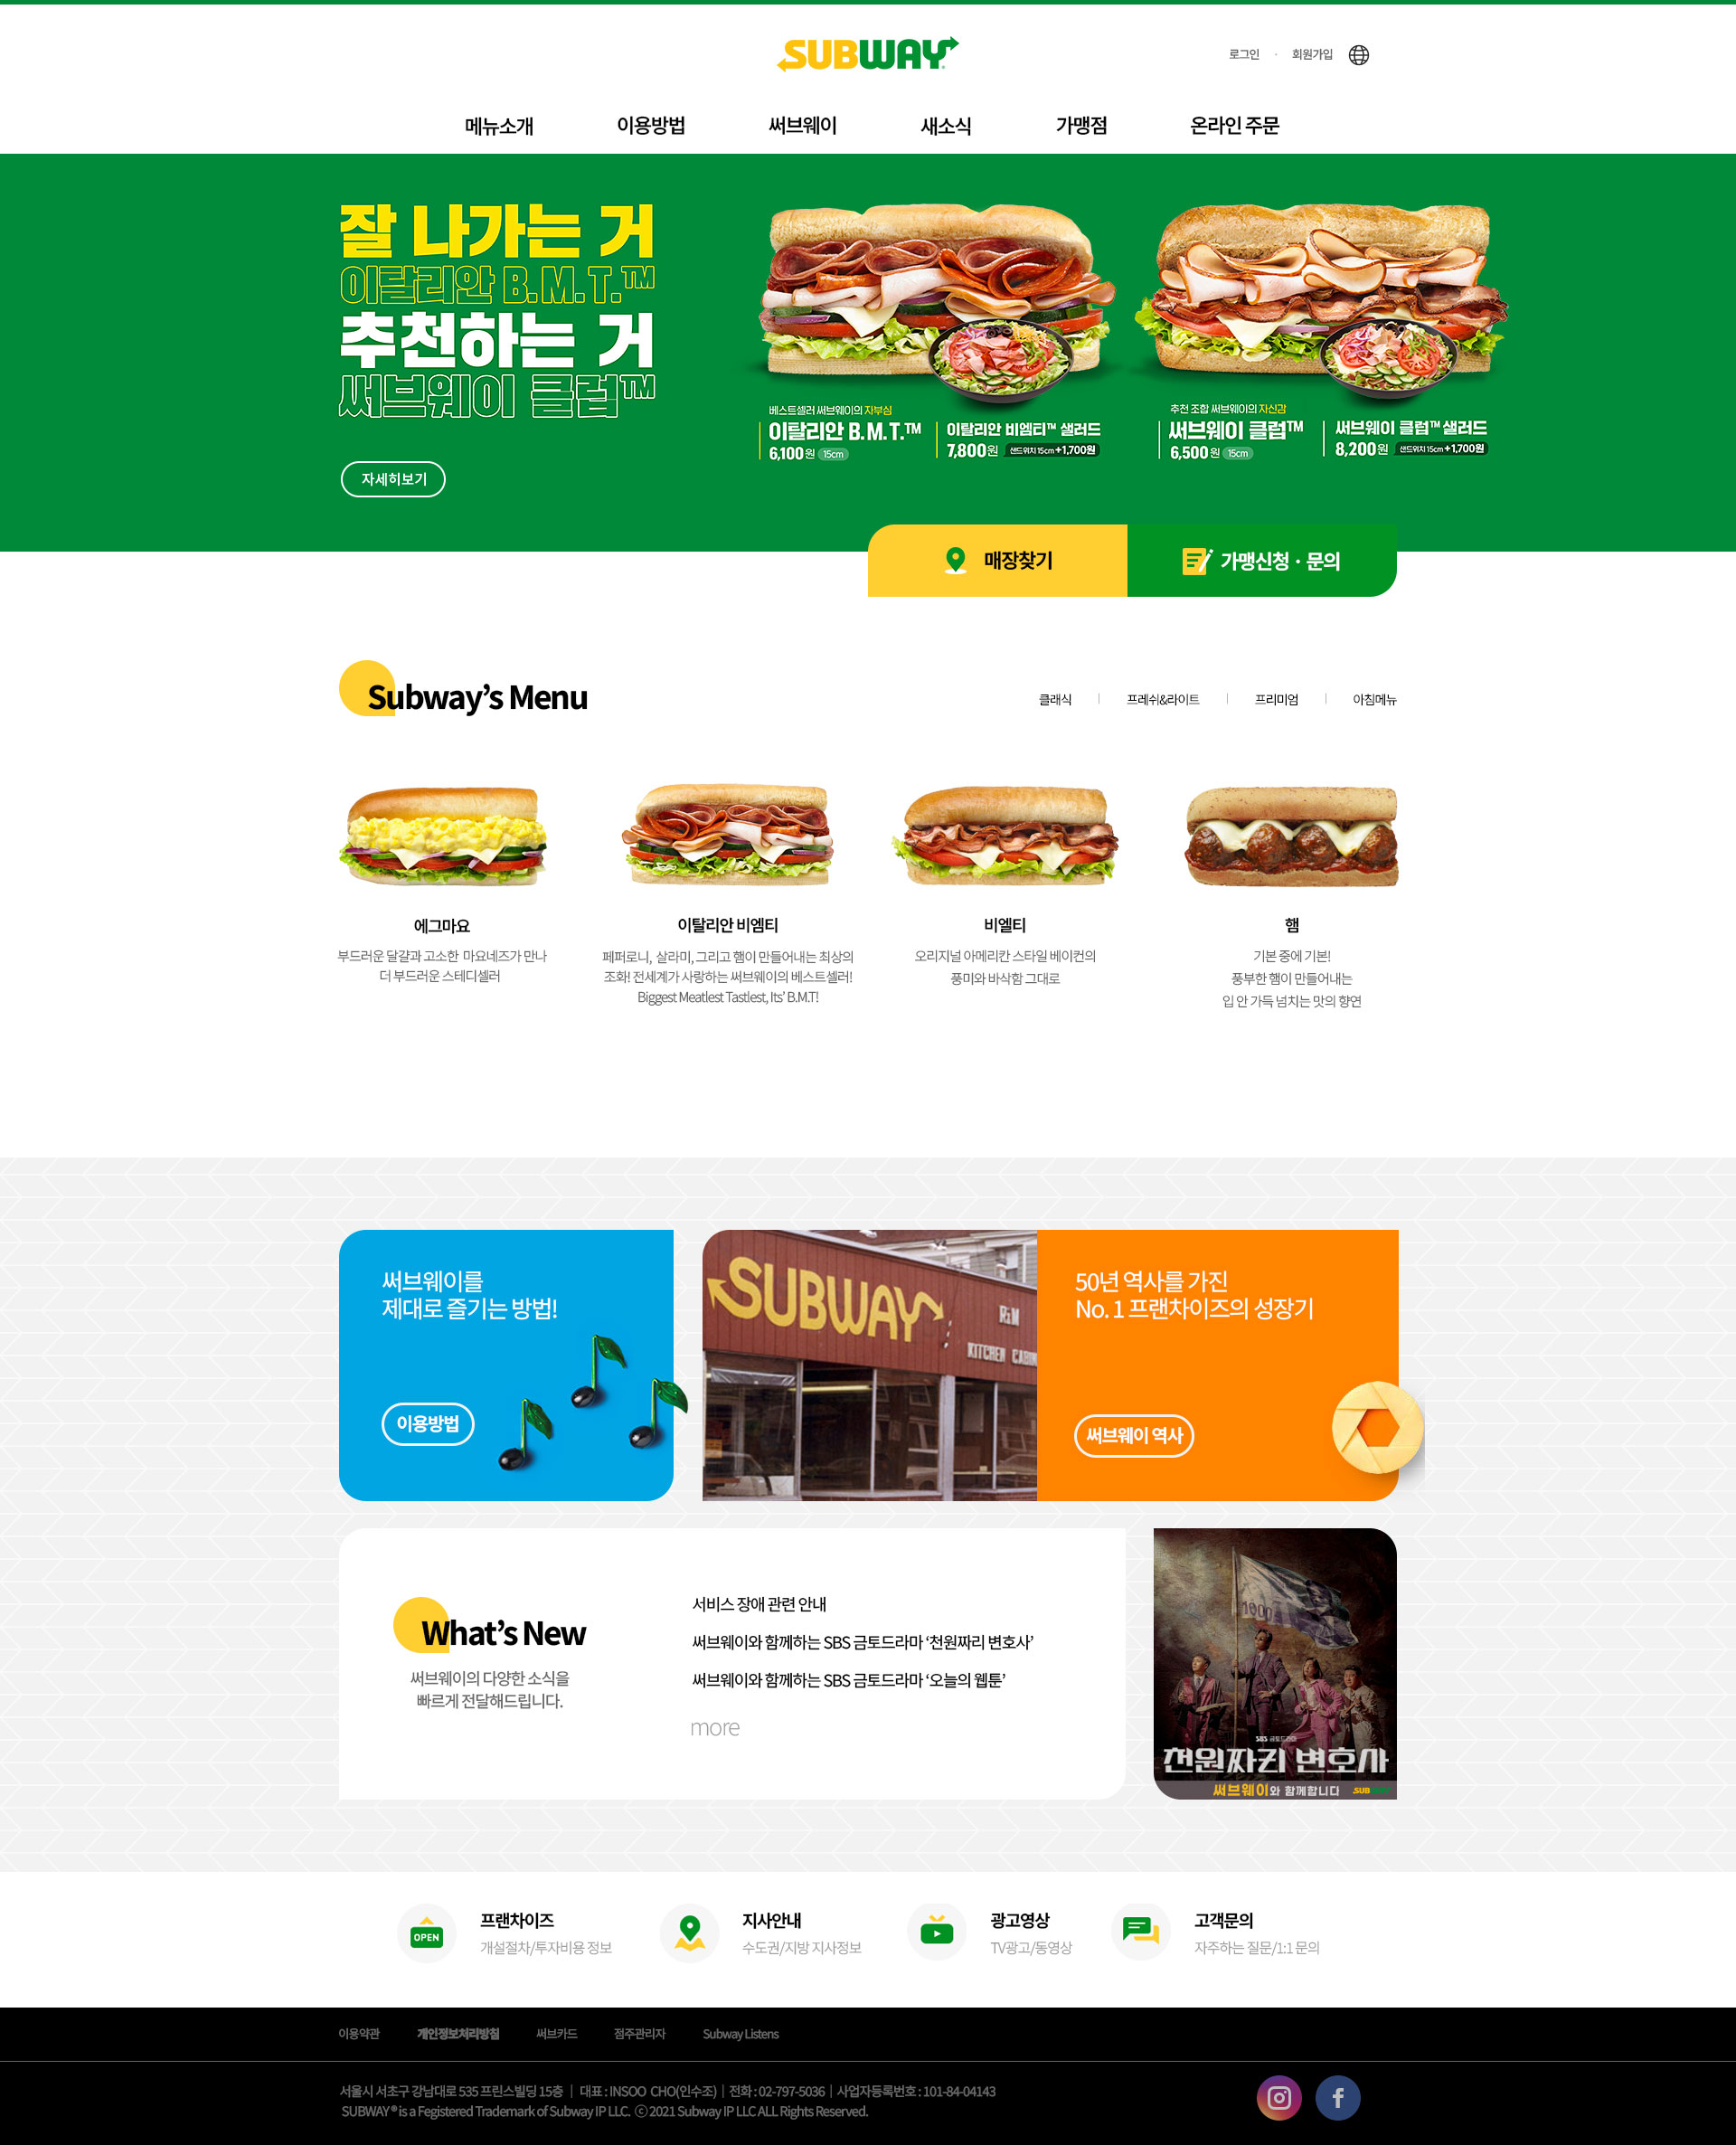 SUBWAY
로그인 · 회원가입
메뉴소개 이용방법 써브웨이 새소식 가맹점 온라인 주문
잘 나가는 거
이탈리안 B.M.T.™
추천하는 거
써브웨이 클럽™
자세히보기
베스트셀러 써브웨이의 자부심
이탈리안 B.M.T.™
6,100원 15cm
이탈리안 비엠티™ 샐러드
7,800원 샌드위치 15cm +1,700원
추천 조합 써브웨이의 자신감
써브웨이 클럽™
6,500원 15cm
써브웨이 클럽™ 샐러드
8,200원 샌드위치 15cm +1,700원
매장찾기
가맹신청 · 문의
Subway’s Menu
클래식 | 프레쉬&라이트 | 프리미엄 | 아침메뉴
에그마요
부드러운 달걀과 고소한 마요네즈가 만나
더 부드러운 스테디셀러
이탈리안 비엠티
페퍼로니, 살라미, 그리고 햄이 만들어내는 최상의
조화! 전세계가 사랑하는 써브웨이의 베스트셀러!
Biggest Meatlest Tastlest, Its’ B.M.T!
비엘티
오리지널 아메리칸 스타일 베이컨의
풍미와 바삭함 그대로
햄
기본 중에 기본!
풍부한 햄이 만들어내는
입 안 가득 넘치는 맛의 향연
써브웨이를
제대로 즐기는 방법!
이용방법
SUBWAY
R&M
KITCHEN CABIN
50년 역사를 가진
No. 1 프랜차이즈의 성장기
써브웨이 역사
What’s New
써브웨이의 다양한 소식을
빠르게 전달해드립니다.
서비스 장애 관련 안내
써브웨이와 함께하는 SBS 금토드라마 ‘천원짜리 변호사’
써브웨이와 함께하는 SBS 금토드라마 ‘오늘의 웹툰’
more
1000
SBS 금토드라마
천원짜리 변호사
써브웨이와 함께합니다
SUBWAY
OPEN
프랜차이즈
개설절차/투자비용 정보
지사안내
수도권/지방 지사정보
광고영상
TV광고/동영상
고객문의
자주하는 질문/1:1 문의
이용약관 개인정보처리방침 써브카드 점주관리자 Subway Listens
서울시 서초구 강남대로 535 프린스빌딩 15층 | 대표 : INSOO CHO(인수조) | 전화 : 02-797-5036 | 사업자등록번호 : 101-84-04143
SUBWAY® is a Fegistered Trademark of Subway IP LLC. ⓒ 2021 Subway IP LLC ALL Rights Reserved.